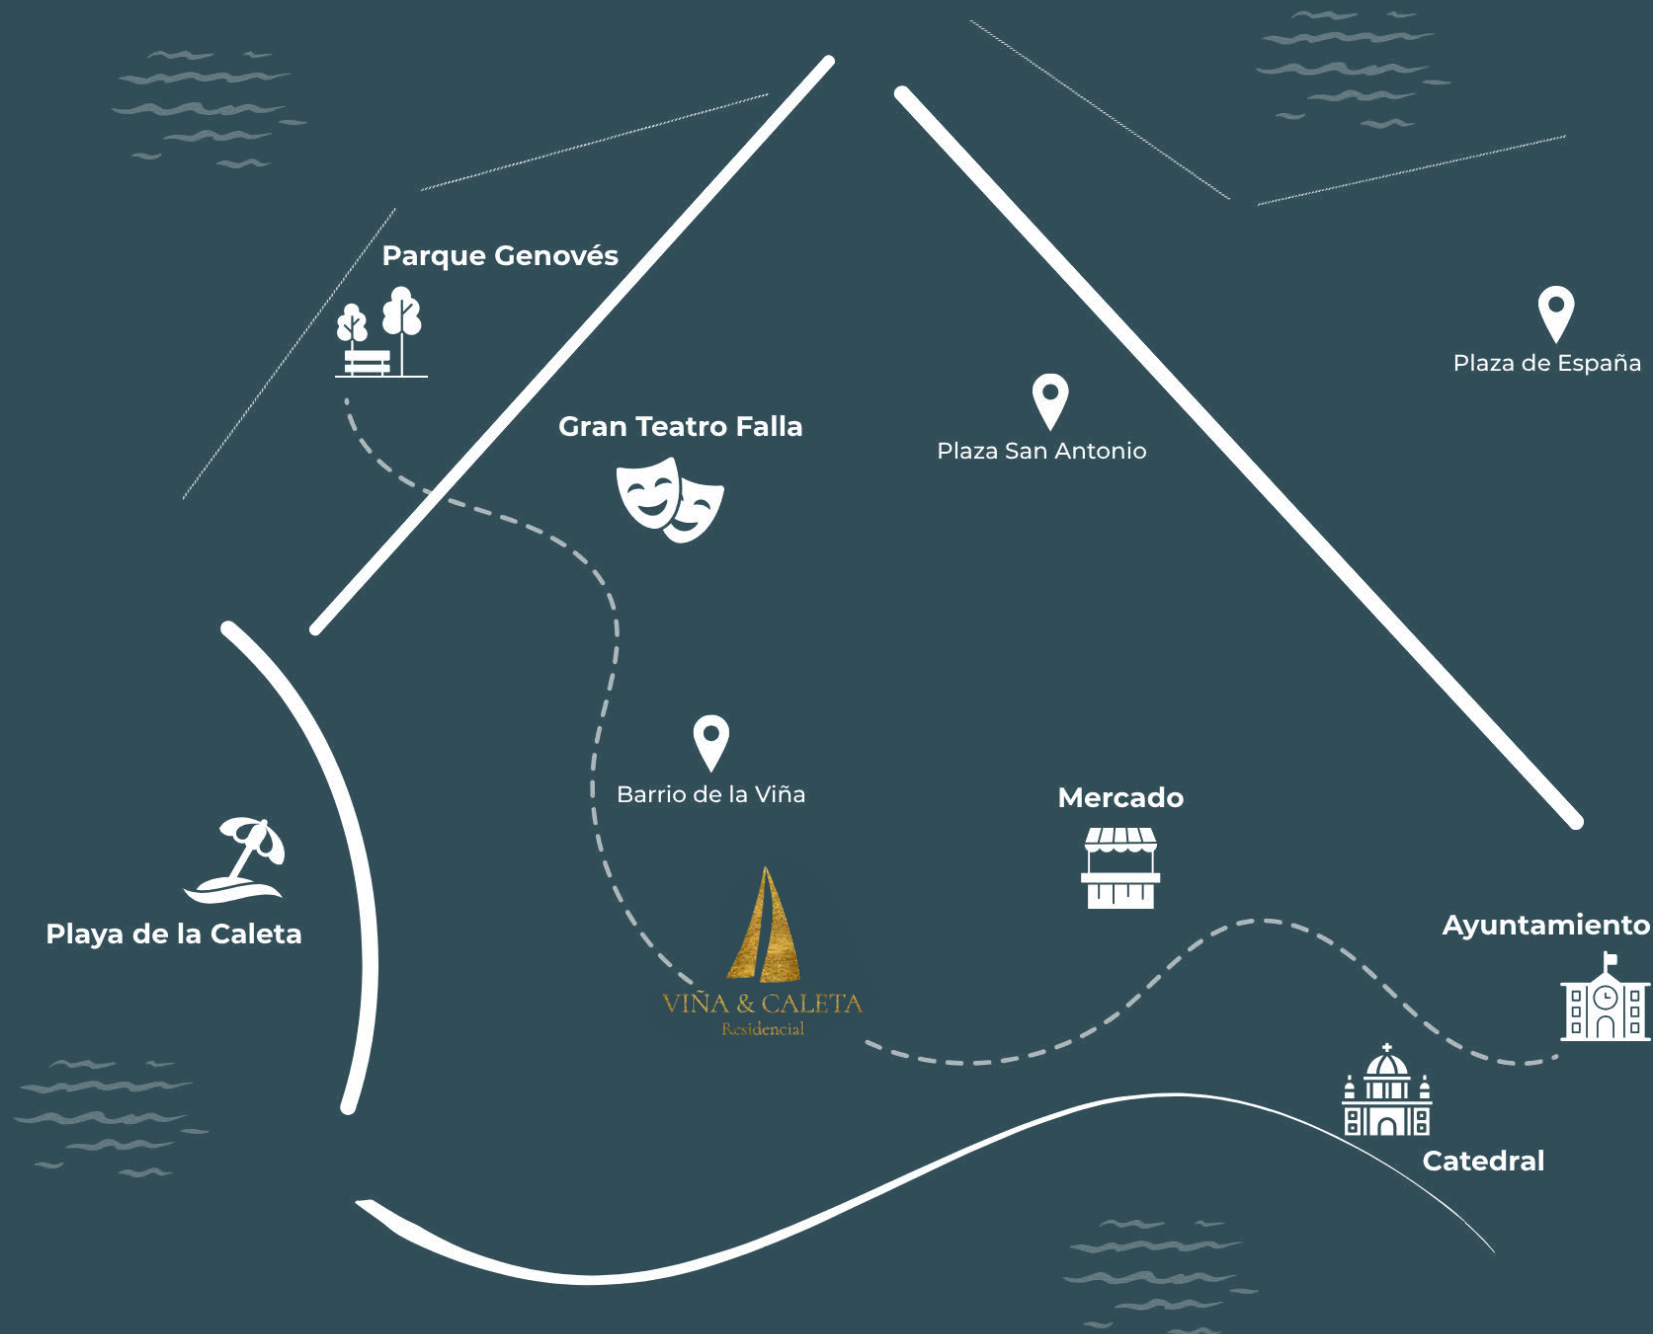 Parque Genovés
Plaza de España
Gran Teatro Falla
Plaza San Antonio
Barrio de la Viña
Mercado
Playa de la Caleta
Ayuntamiento
VIÑA & CALETA
Residencial
Catedral